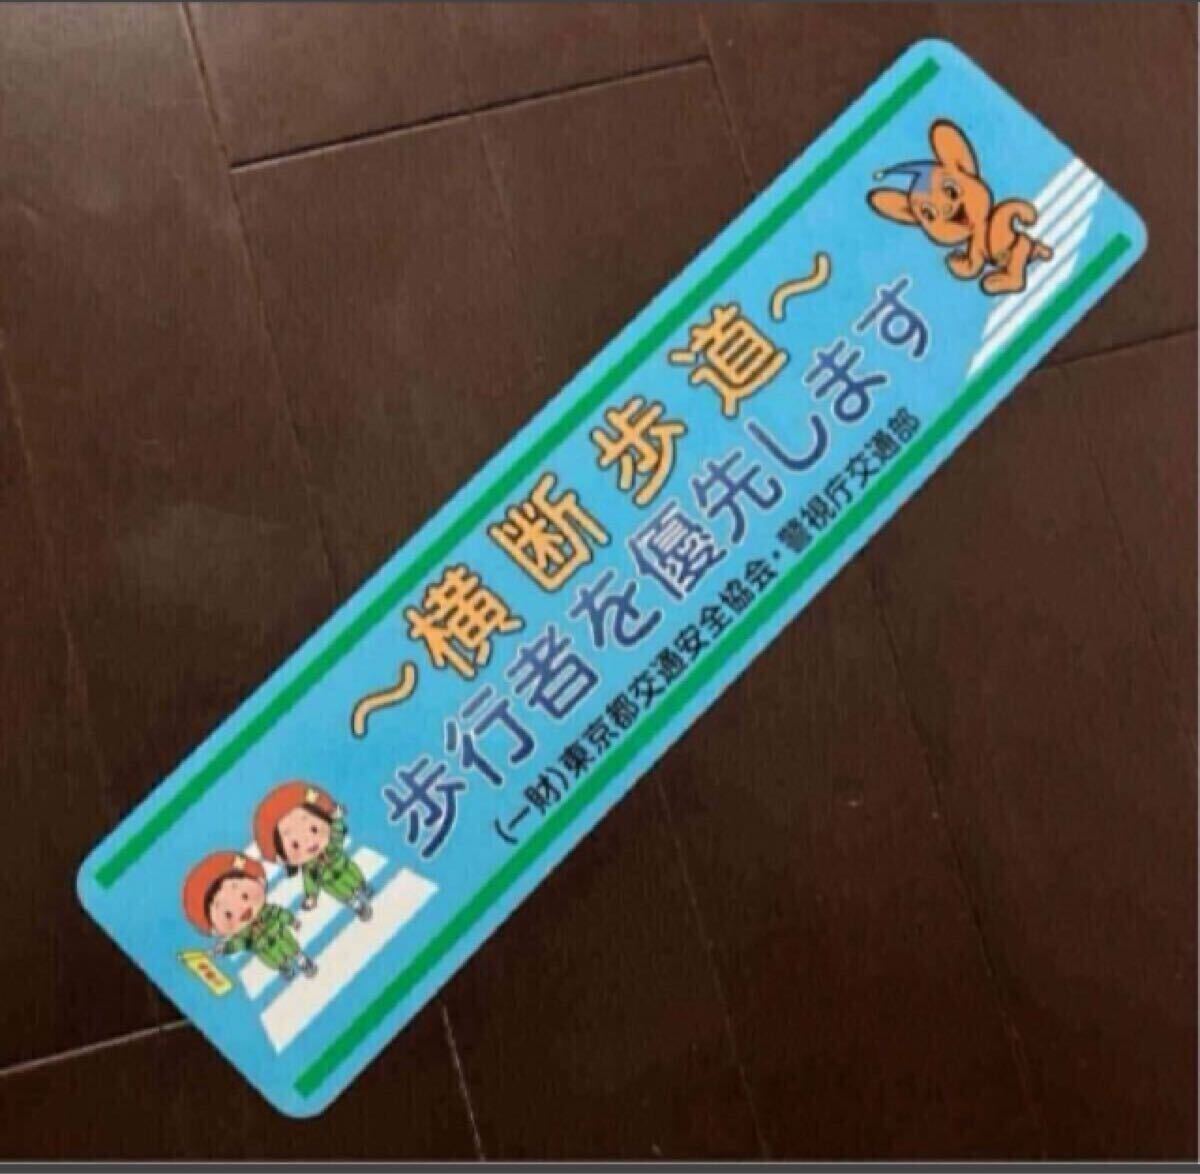 ～横断歩道～
歩行者を優先します
(一財)東京都交通安全協会・警視庁交通部